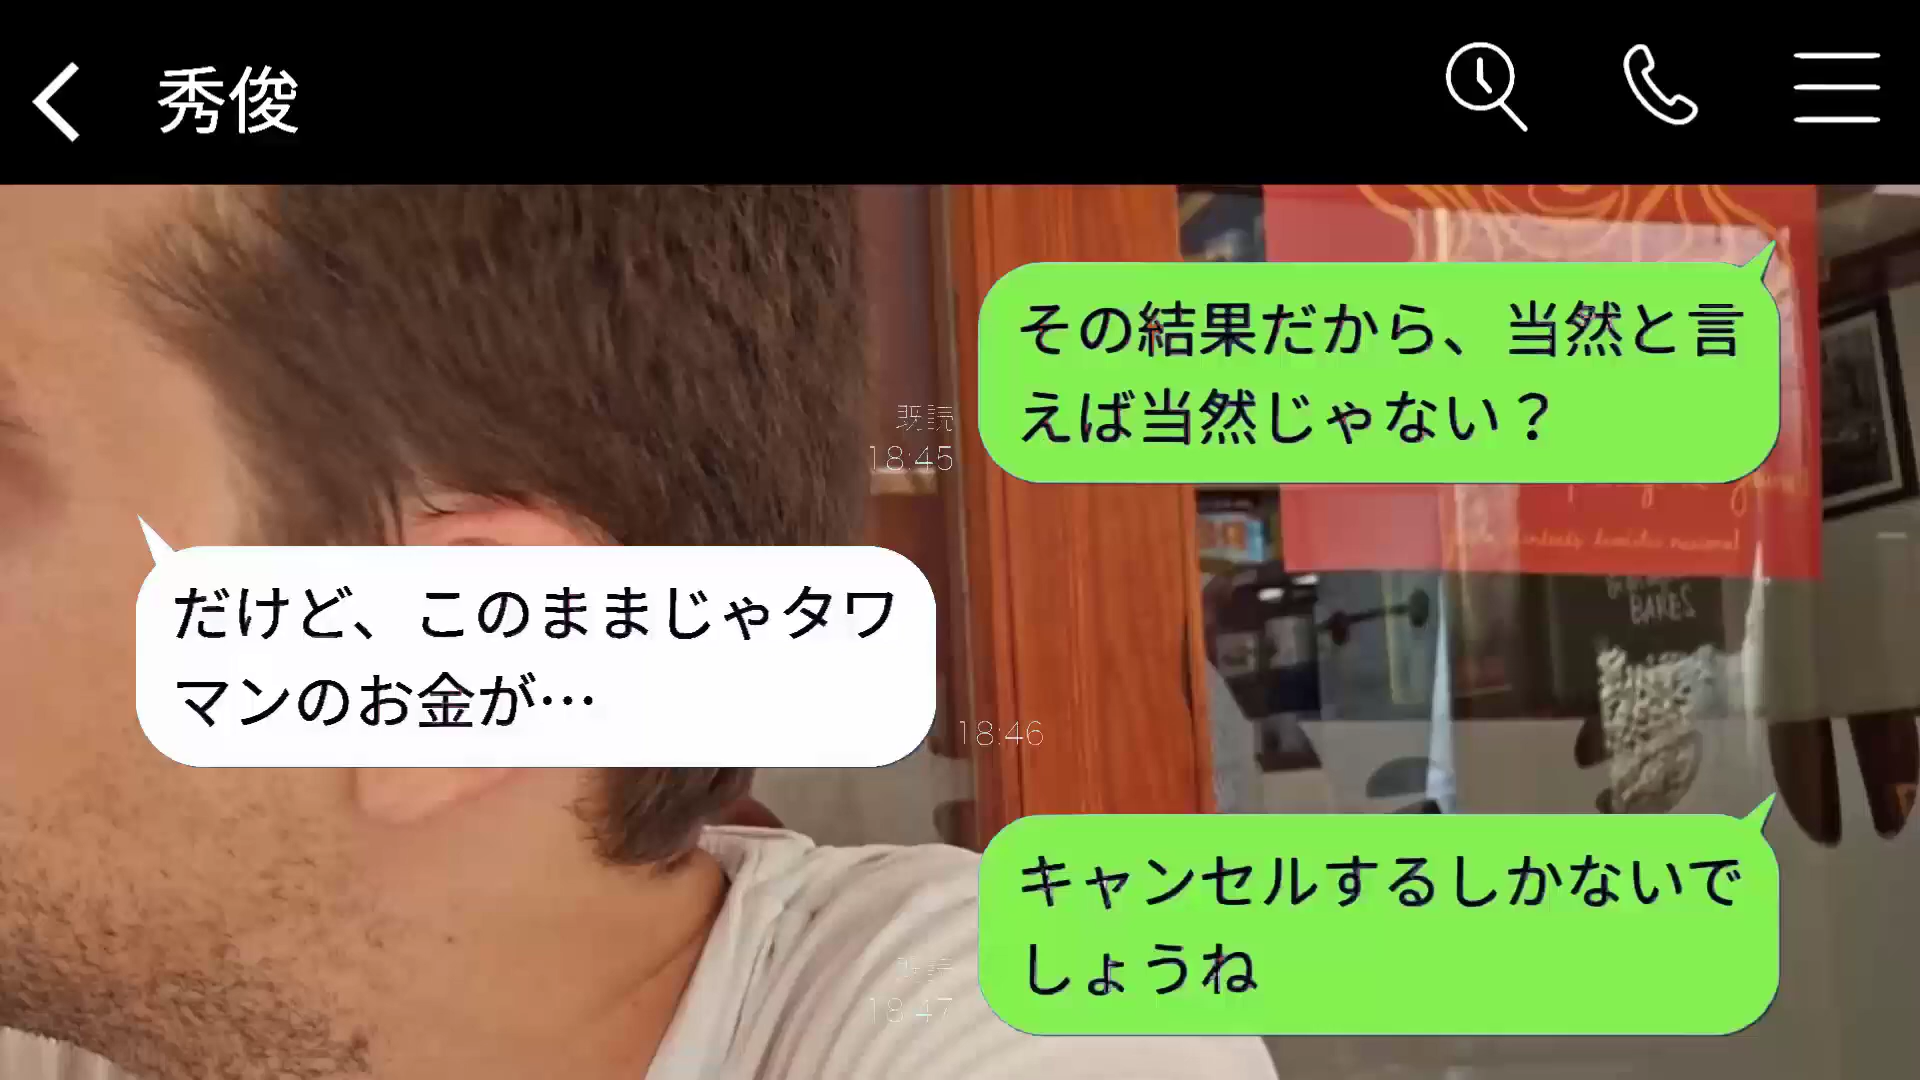 秀俊
その結果だから、当然と言
えば当然じゃない？
既読
18:45
だけど、このままじゃタワ
マンのお金が…
18:46
BAKES
キャンセルするしかないで
しょうね
既読
18:47